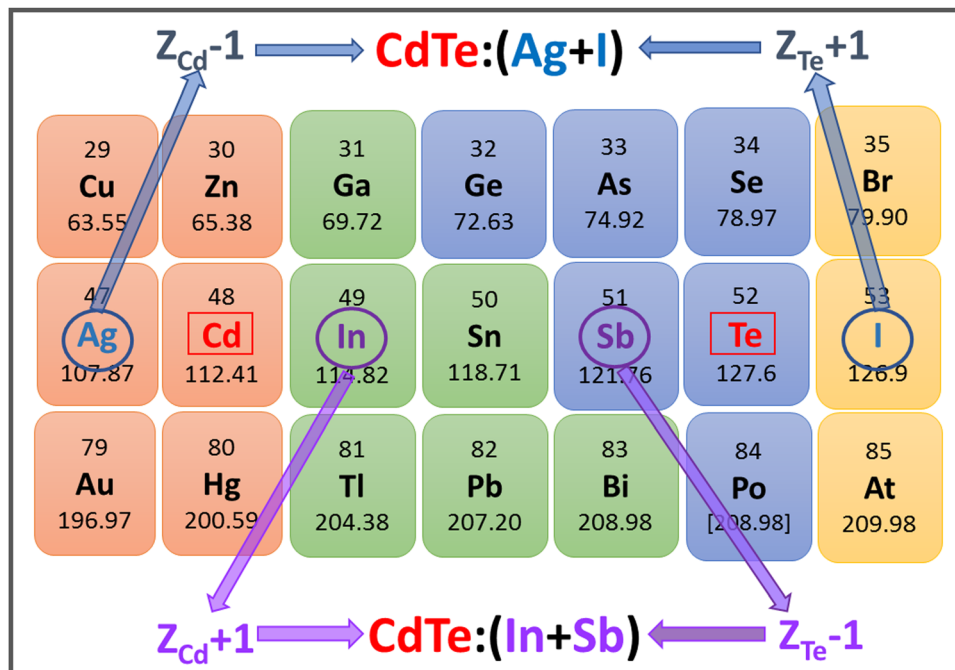 Z_Cd-1 CdTe:(Ag+I) Z_Te+1
29 30 31 32 33 34 35
Cu Zn Ga Ge As Se Br
63.55 65.38 69.72 72.63 74.92 78.97 79.90
47 48 49 50 51 52 53
Ag Cd In Sn Sb Te I
107.87 112.41 114.82 118.71 121.76 127.6 126.9
79 80 81 82 83 84 85
Au Hg Tl Pb Bi Po At
196.97 200.59 204.38 207.20 208.98 [208.98] 209.98
Z_Cd+1 CdTe:(In+Sb) Z_Te-1